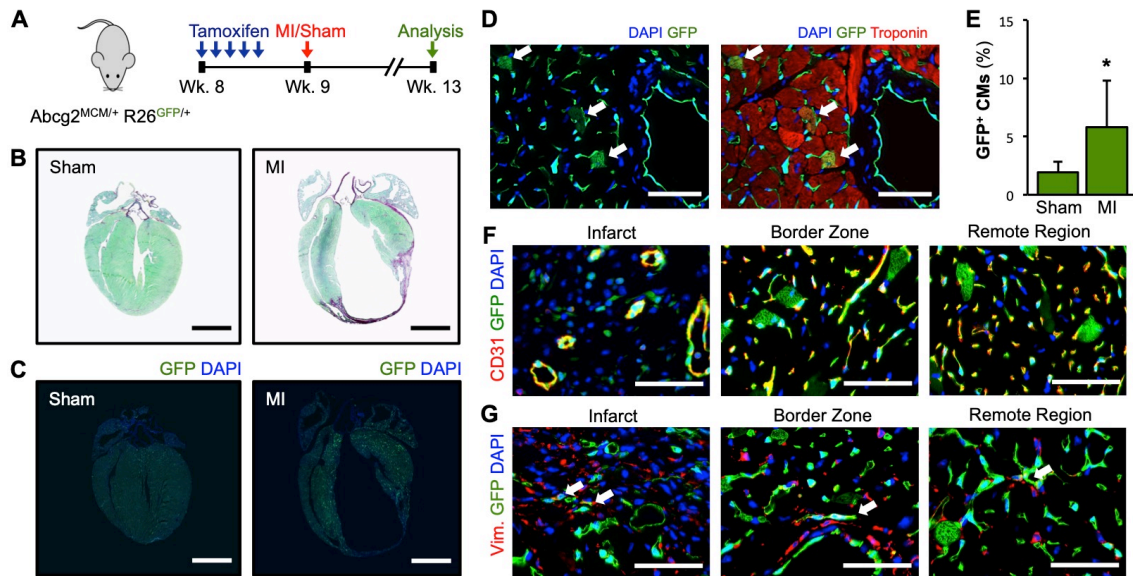 A
Tamoxifen MI/Sham Analysis
Wk. 8 Wk. 9 Wk. 13
Abcg2MCM/+ R26GFP/+
B
Sham MI
C
GFP DAPI GFP DAPI
Sham MI
D
DAPI GFP DAPI GFP Troponin
E
GFP+ CMs (%)
15
10
5
0
*
Sham MI
F
Infarct Border Zone Remote Region
CD31 GFP DAPI
G
Infarct Border Zone Remote Region
Vim. GFP DAPI